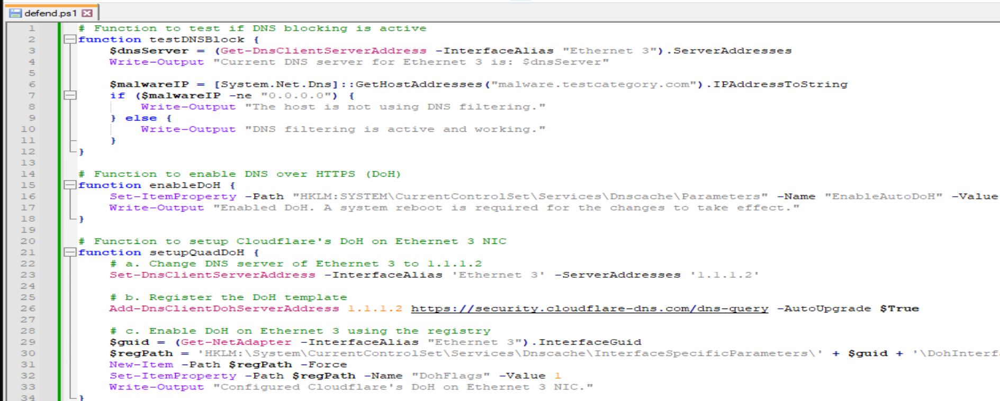 defend.ps1
1 # Function to test if DNS blocking is active
2 function testDNSBlock {
3 $dnsServer = (Get-DnsClientServerAddress -InterfaceAlias "Ethernet 3").ServerAddresses
4 Write-Output "Current DNS server for Ethernet 3 is: $dnsServer"
5
6 $malwareIP = [System.Net.Dns]::GetHostAddresses("malware.testcategory.com").IPAddressToString
7 if ($malwareIP -ne "0.0.0.0") {
8 Write-Output "The host is not using DNS filtering."
9 } else {
10 Write-Output "DNS filtering is active and working."
11 }
12 }
13
14 # Function to enable DNS over HTTPS (DoH)
15 function enableDoH {
16 Set-ItemProperty -Path "HKLM:SYSTEM\CurrentControlSet\Services\Dnscache\Parameters" -Name "EnableAutoDoH" -Value
17 Write-Output "Enabled DoH. A system reboot is required for the changes to take effect."
18 }
19
20 # Function to setup Cloudflare's DoH on Ethernet 3 NIC
21 function setupQuadDoH {
22 # a. Change DNS server of Ethernet 3 to 1.1.1.2
23 Set-DnsClientServerAddress -InterfaceAlias 'Ethernet 3' -ServerAddresses '1.1.1.2'
24
25 # b. Register the DoH template
26 Add-DnsClientDohServerAddress 1.1.1.2 https://security.cloudflare-dns.com/dns-query -AutoUpgrade $True
27
28 # c. Enable DoH on Ethernet 3 using the registry
29 $guid = (Get-NetAdapter -InterfaceAlias "Ethernet 3").InterfaceGuid
30 $regPath = 'HKLM:\System\CurrentControlSet\Services\Dnscache\InterfaceSpecificParameters\' + $guid + '\DohInterf
31 New-Item -Path $regPath -Force
32 Set-ItemProperty -Path $regPath -Name "DohFlags" -Value 1
33 Write-Output "Configured Cloudflare's DoH on Ethernet 3 NIC."
34 }